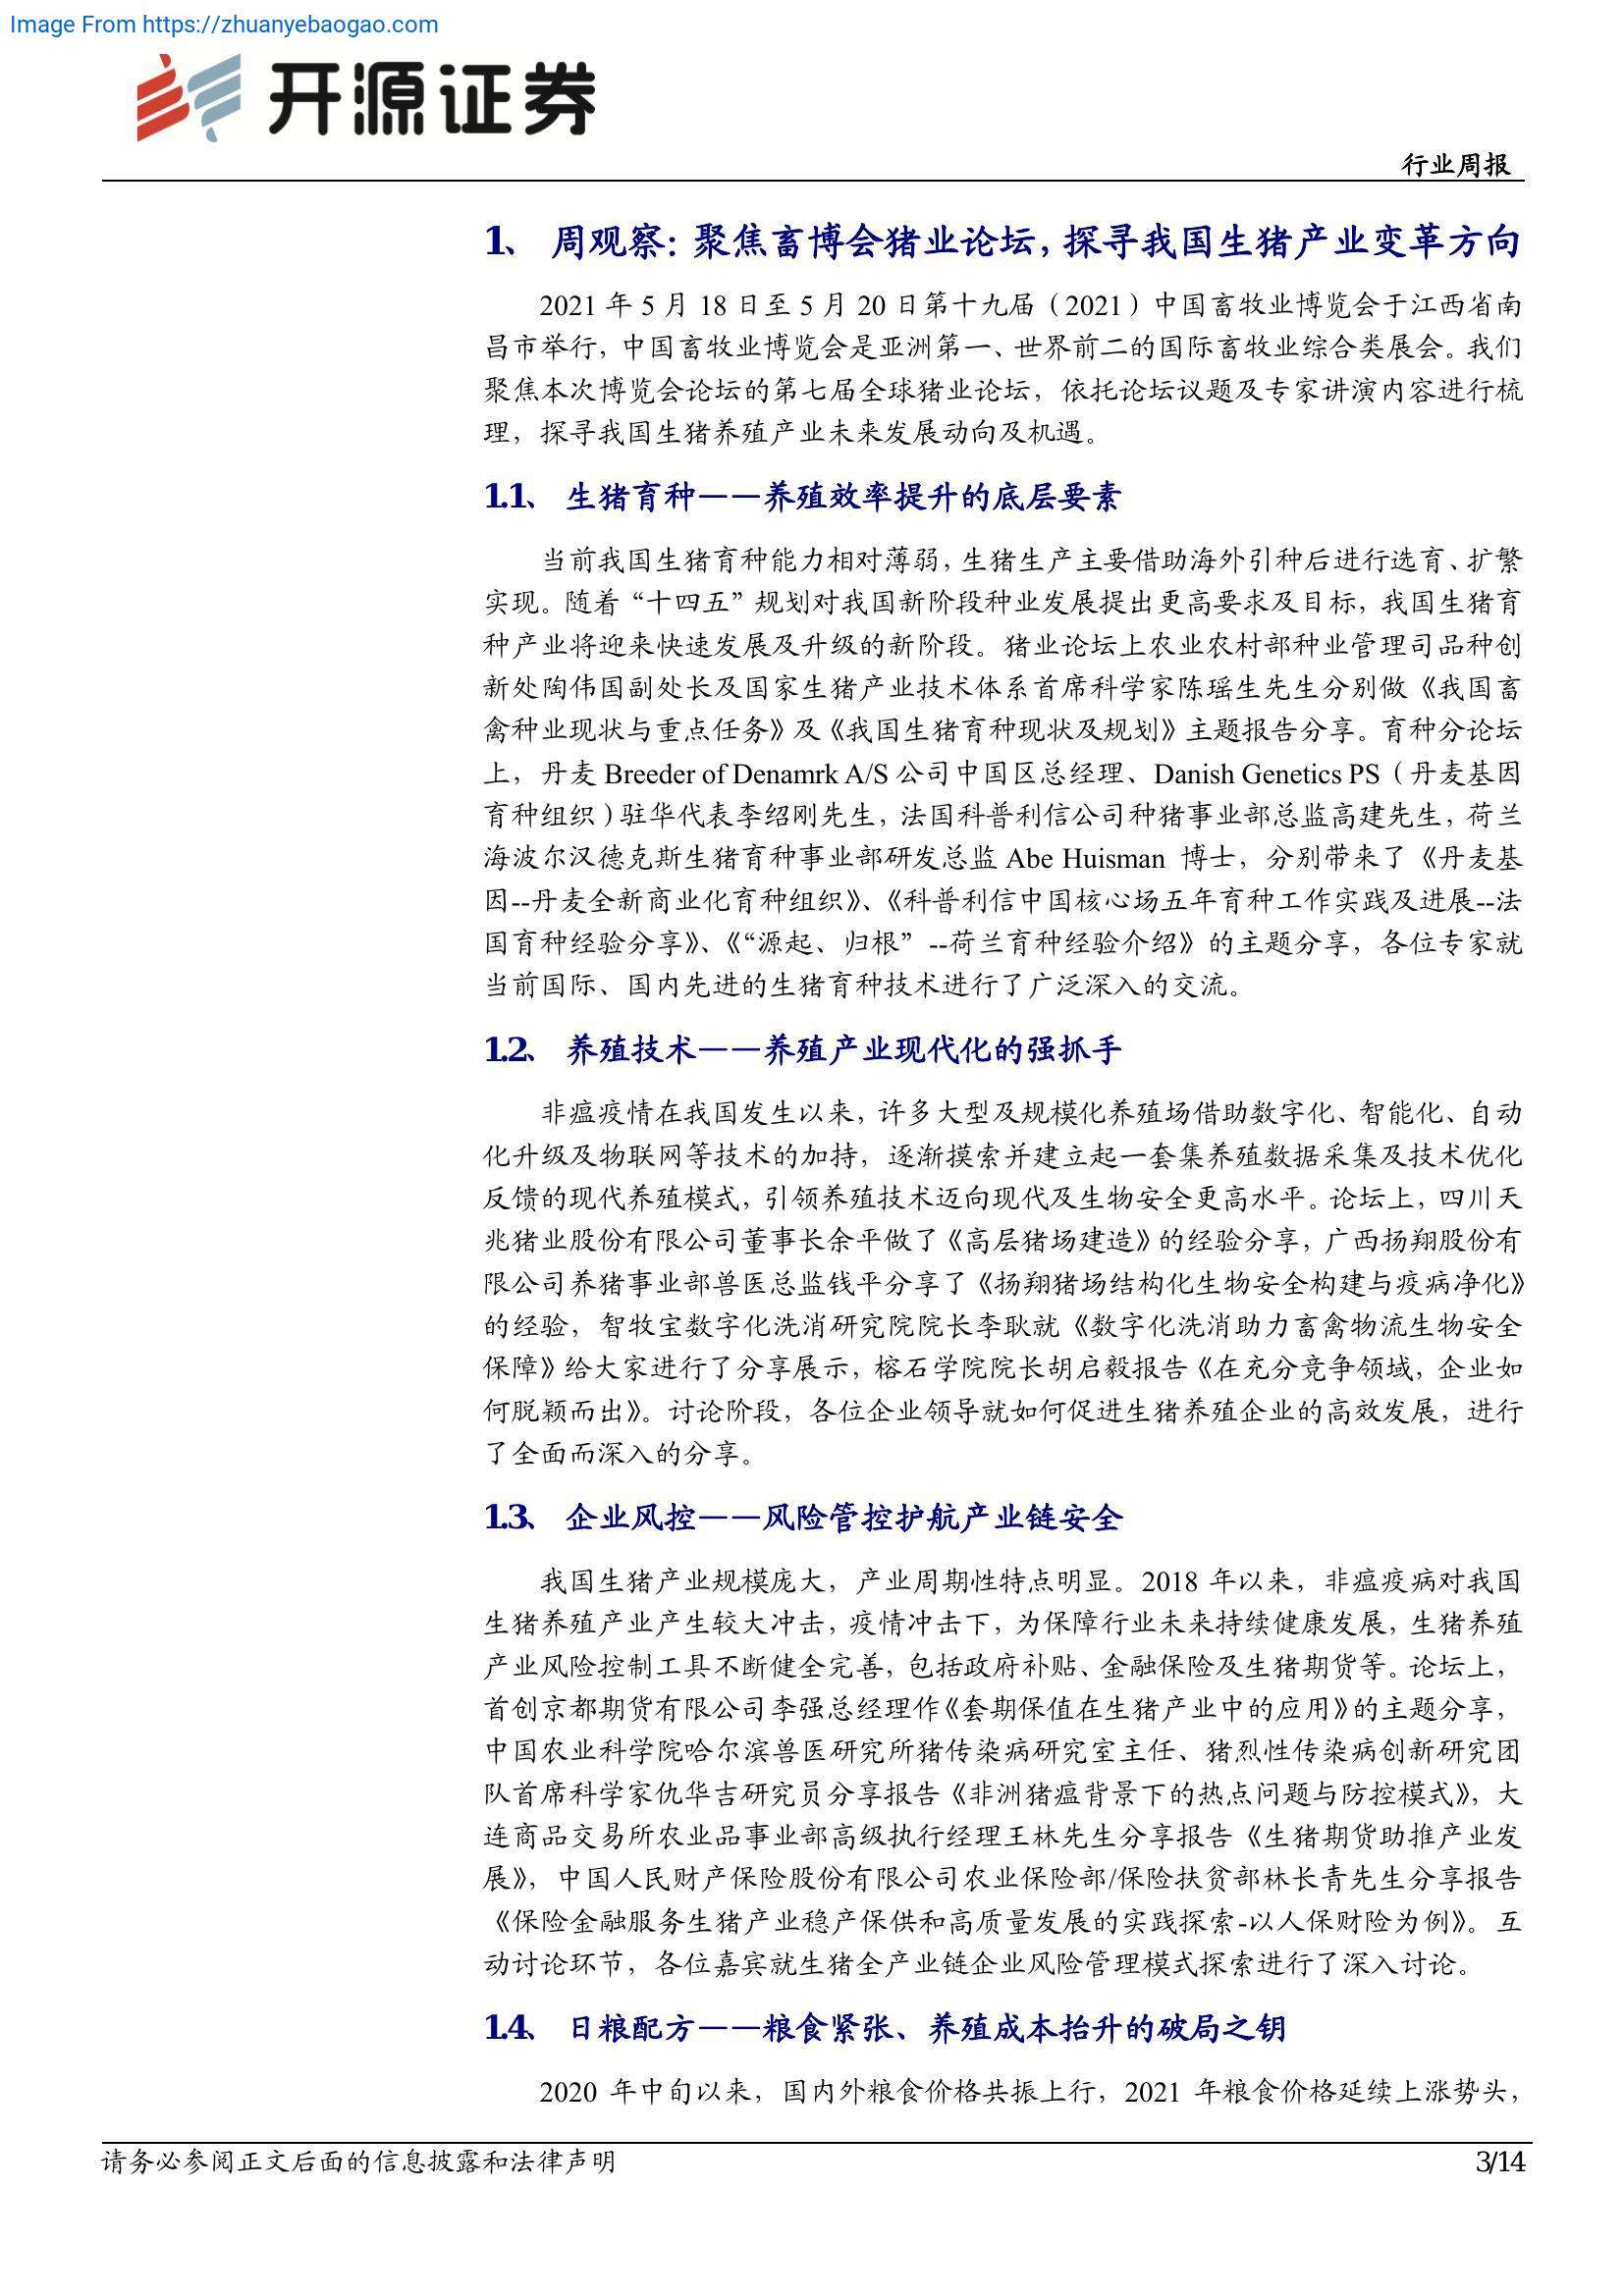 Image From https://zhuanyebaogao.com
开源证券
行业周报
1、 周观察：聚焦畜博会猪业论坛，探寻我国生猪产业变革方向
2021 年 5 月 18 日至 5 月 20 日第十九届（2021）中国畜牧业博览会于江西省南
昌市举行，中国畜牧业博览会是亚洲第一、世界前二的国际畜牧业综合类展会。我们
聚焦本次博览会论坛的第七届全球猪业论坛，依托论坛议题及专家讲演内容进行梳
理，探寻我国生猪养殖产业未来发展动向及机遇。
1.1、 生猪育种——养殖效率提升的底层要素
当前我国生猪育种能力相对薄弱，生猪生产主要借助海外引种后进行选育、扩繁
实现。随着“十四五”规划对我国新阶段种业发展提出更高要求及目标，我国生猪育
种产业将迎来快速发展及升级的新阶段。猪业论坛上农业农村部种业管理司品种创
新处陶伟国副处长及国家生猪产业技术体系首席科学家陈瑶生先生分别做《我国畜
禽种业现状与重点任务》及《我国生猪育种现状及规划》主题报告分享。育种分论坛
上，丹麦 Breeder of Denamrk A/S 公司中国区总经理、Danish Genetics PS（丹麦基因
育种组织）驻华代表李绍刚先生，法国科普利信公司种猪事业部总监高建先生，荷兰
海波尔汉德克斯生猪育种事业部研发总监 Abe Huisman 博士，分别带来了《丹麦基
因--丹麦全新商业化育种组织》、《科普利信中国核心场五年育种工作实践及进展--法
国育种经验分享》、《“源起、归根” --荷兰育种经验介绍》的主题分享，各位专家就
当前国际、国内先进的生猪育种技术进行了广泛深入的交流。
1.2、 养殖技术——养殖产业现代化的强抓手
非瘟疫情在我国发生以来，许多大型及规模化养殖场借助数字化、智能化、自动
化升级及物联网等技术的加持，逐渐摸索并建立起一套集养殖数据采集及技术优化
反馈的现代养殖模式，引领养殖技术迈向现代及生物安全更高水平。论坛上，四川天
兆猪业股份有限公司董事长余平做了《高层猪场建造》的经验分享，广西扬翔股份有
限公司养猪事业部兽医总监钱平分享了《扬翔猪场结构化生物安全构建与疫病净化》
的经验，智牧宝数字化洗消研究院院长李耿就《数字化洗消助力畜禽物流生物安全
保障》给大家进行了分享展示，榕石学院院长胡启毅报告《在充分竞争领域，企业如
何脱颖而出》。讨论阶段，各位企业领导就如何促进生猪养殖企业的高效发展，进行
了全面而深入的分享。
1.3、 企业风控——风险管控护航产业链安全
我国生猪产业规模庞大，产业周期性特点明显。2018 年以来，非瘟疫病对我国
生猪养殖产业产生较大冲击，疫情冲击下，为保障行业未来持续健康发展，生猪养殖
产业风险控制工具不断健全完善，包括政府补贴、金融保险及生猪期货等。论坛上，
首创京都期货有限公司李强总经理作《套期保值在生猪产业中的应用》的主题分享，
中国农业科学院哈尔滨兽医研究所猪传染病研究室主任、猪烈性传染病创新研究团
队首席科学家仇华吉研究员分享报告《非洲猪瘟背景下的热点问题与防控模式》，大
连商品交易所农业品事业部高级执行经理王林先生分享报告《生猪期货助推产业发
展》，中国人民财产保险股份有限公司农业保险部/保险扶贫部林长青先生分享报告
《保险金融服务生猪产业稳产保供和高质量发展的实践探索-以人保财险为例》。互
动讨论环节，各位嘉宾就生猪全产业链企业风险管理模式探索进行了深入讨论。
1.4、 日粮配方——粮食紧张、养殖成本抬升的破局之钥
2020 年中旬以来，国内外粮食价格共振上行，2021 年粮食价格延续上涨势头，
请务必参阅正文后面的信息披露和法律声明
3/14